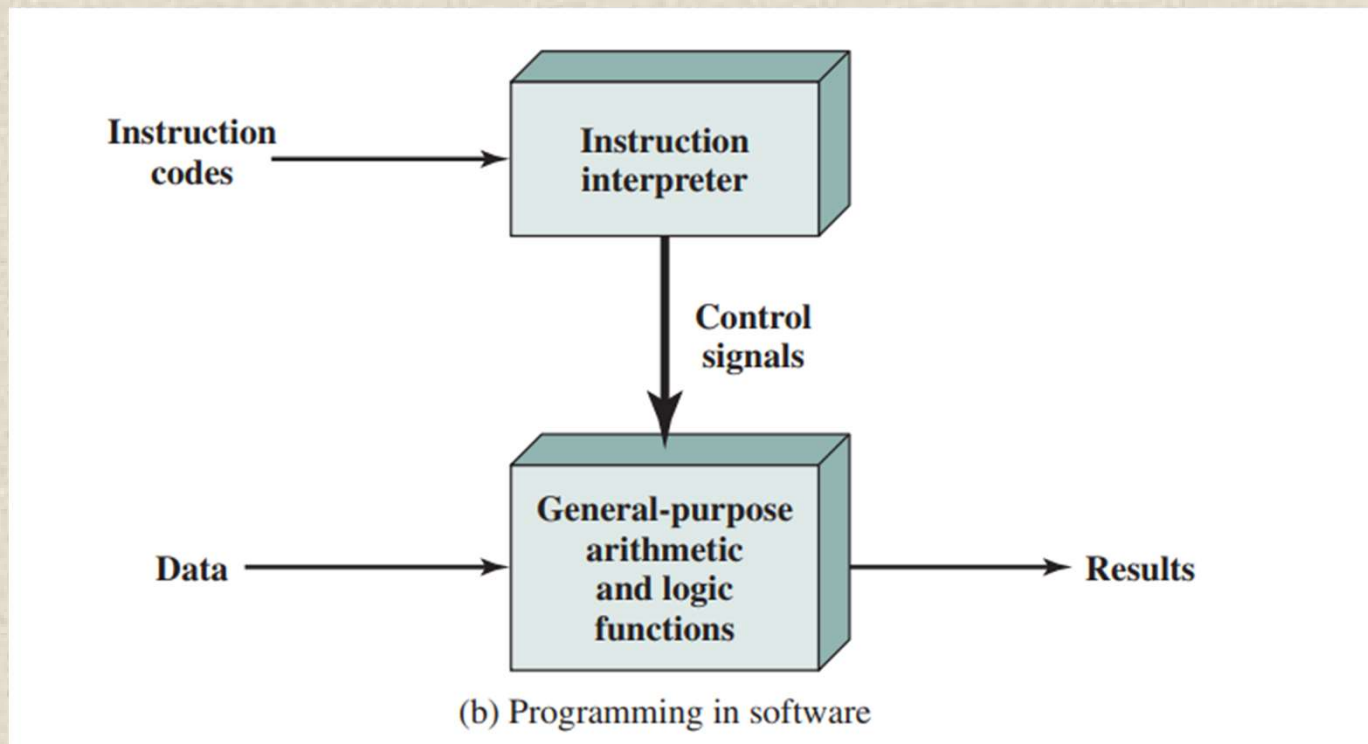 Instruction
codes
Instruction
interpreter
Control
signals
Data
General-purpose
arithmetic
and logic
functions
Results
(b) Programming in software